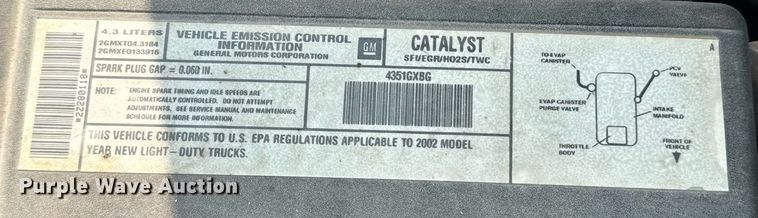 4.3 LITERS
2GMXT04.3184
2GMXE0133915
VEHICLE EMISSION CONTROL
INFORMATION
GENERAL MOTORS CORPORATION
GM
CATALYST
SFI/EGR/HO2S/TWC
SPARK PLUG GAP = 0.060 IN.
NOTE: ENGINE SPARK TIMING AND IDLE SPEEDS ARE
AUTOMATICALLY CONTROLLED. DO NOT ATTEMPT
ADJUSTMENTS. SEE SERVICE MANUAL AND MAINTENANCE
SCHEDULE FOR MORE INFORMATION.
4351GXBG
*22280118*
THIS VEHICLE CONFORMS TO U.S. EPA REGULATIONS APPLICABLE TO 2002 MODEL
YEAR NEW LIGHT-DUTY TRUCKS.
A
TO EVAP
CANISTER
PCV
VALVE
EVAP CANISTER
PURGE VALVE
INTAKE
MANIFOLD
THROTTLE
BODY
FRONT OF
VEHICLE
Purple Wave Auction